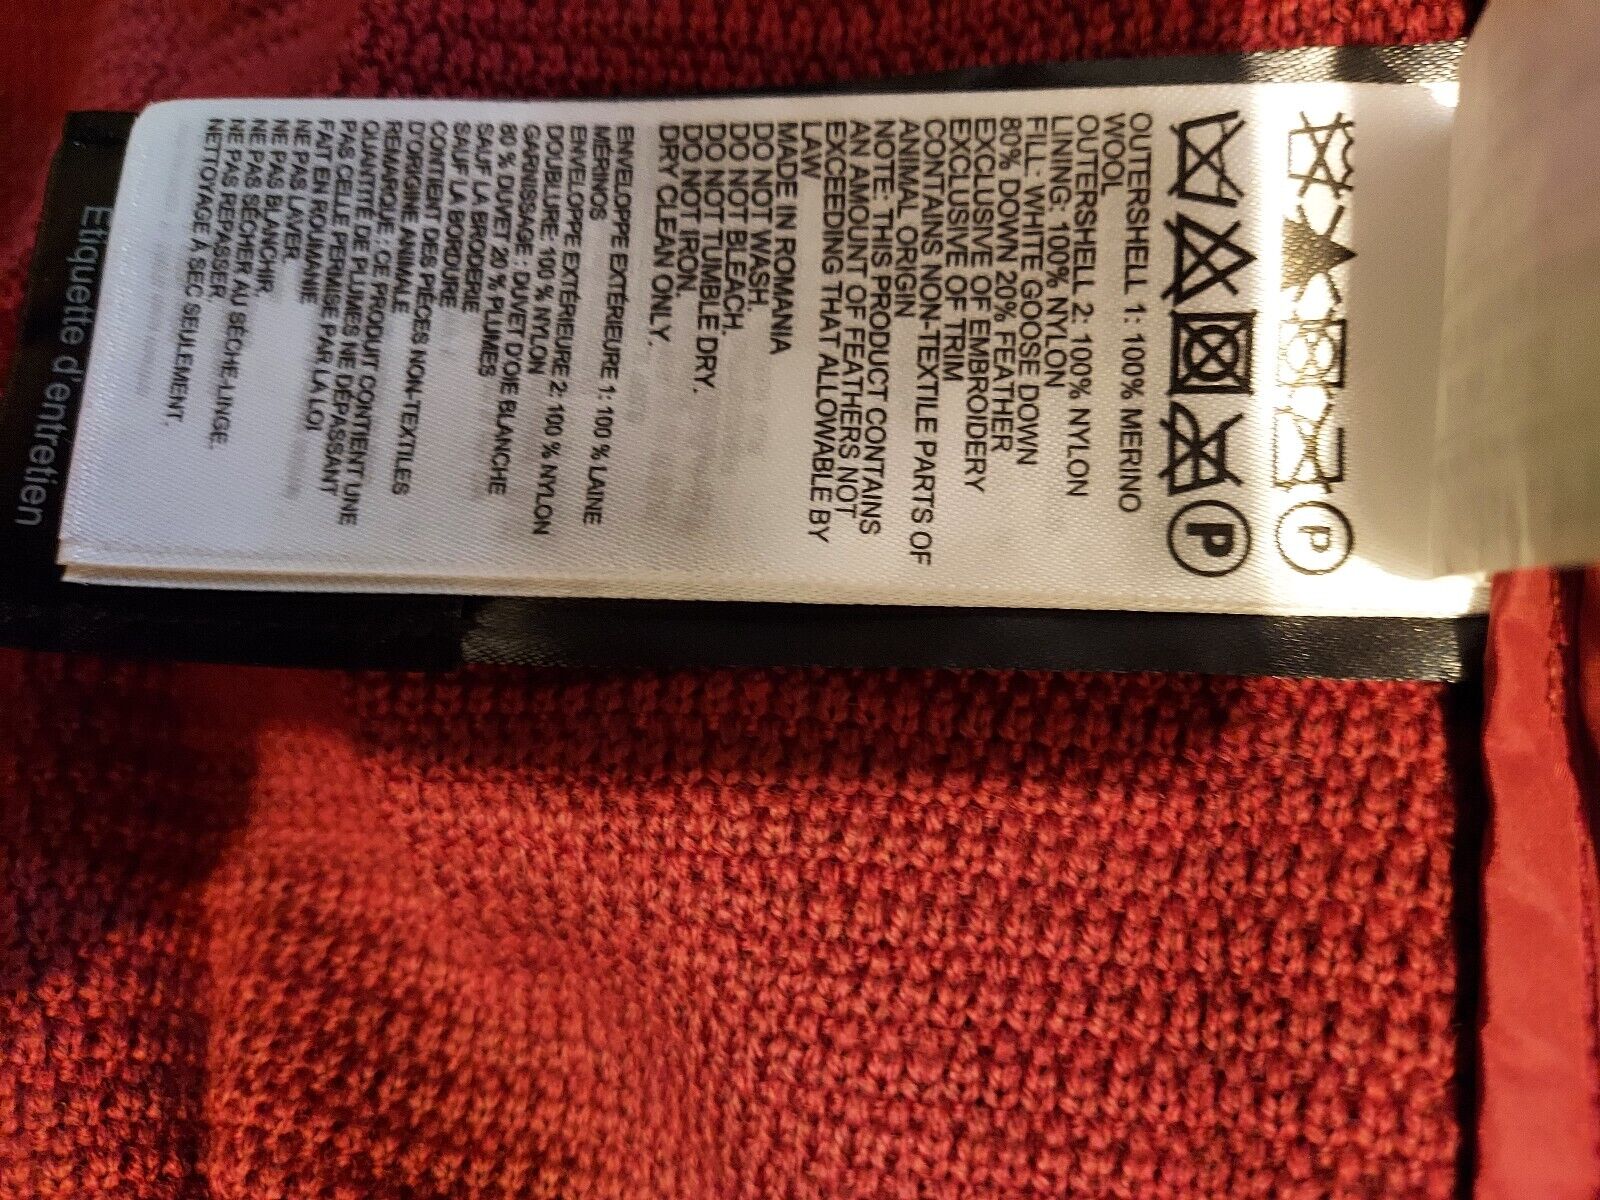 OUTERSHELL 1: 100% MERINO
WOOL
OUTERSHELL 2: 100% NYLON
LINING: 100% NYLON
FILL: WHITE GOOSE DOWN
80% DOWN 20% FEATHER
EXCLUSIVE OF EMBROIDERY
EXCLUSIVE OF TRIM
CONTAINS NON-TEXTILE PARTS OF
ANIMAL ORIGIN
NOTE: THIS PRODUCT CONTAINS
AN AMOUNT OF FEATHERS NOT
EXCEEDING THAT ALLOWABLE BY
LAW
MADE IN ROMANIA
DO NOT WASH.
DO NOT BLEACH.
DO NOT TUMBLE DRY.
DO NOT IRON.
DRY CLEAN ONLY.
ENVELOPPE EXTÉRIEURE 1: 100 % LAINE
MÉRINOS
ENVELOPPE EXTÉRIEURE 2: 100 % NYLON
DOUBLURE: 100 % NYLON
GARNISSAGE : DUVET D'OIE BLANCHE
80 % DUVET 20 % PLUMES
SAUF LA BRODERIE
SAUF LA BORDURE
CONTIENT DES PIÈCES NON-TEXTILES
D'ORIGINE ANIMALE
REMARQUE : CE PRODUIT CONTIENT UNE
QUANTITÉ DE PLUMES NE DÉPASSANT
PAS CELLE PERMISE PAR LA LOI
FAIT EN ROUMANIE
NE PAS LAVER.
NE PAS BLANCHIR.
NE PAS SÉCHER AU SÈCHE-LINGE.
NE PAS REPASSER.
NETTOYAGE À SEC SEULEMENT.
P
P
Etiquette d'entretien